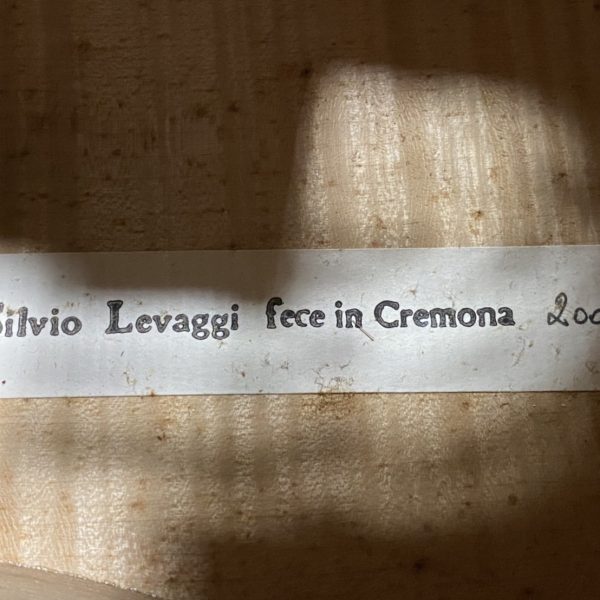 Silvio Levaggi fece in Cremona